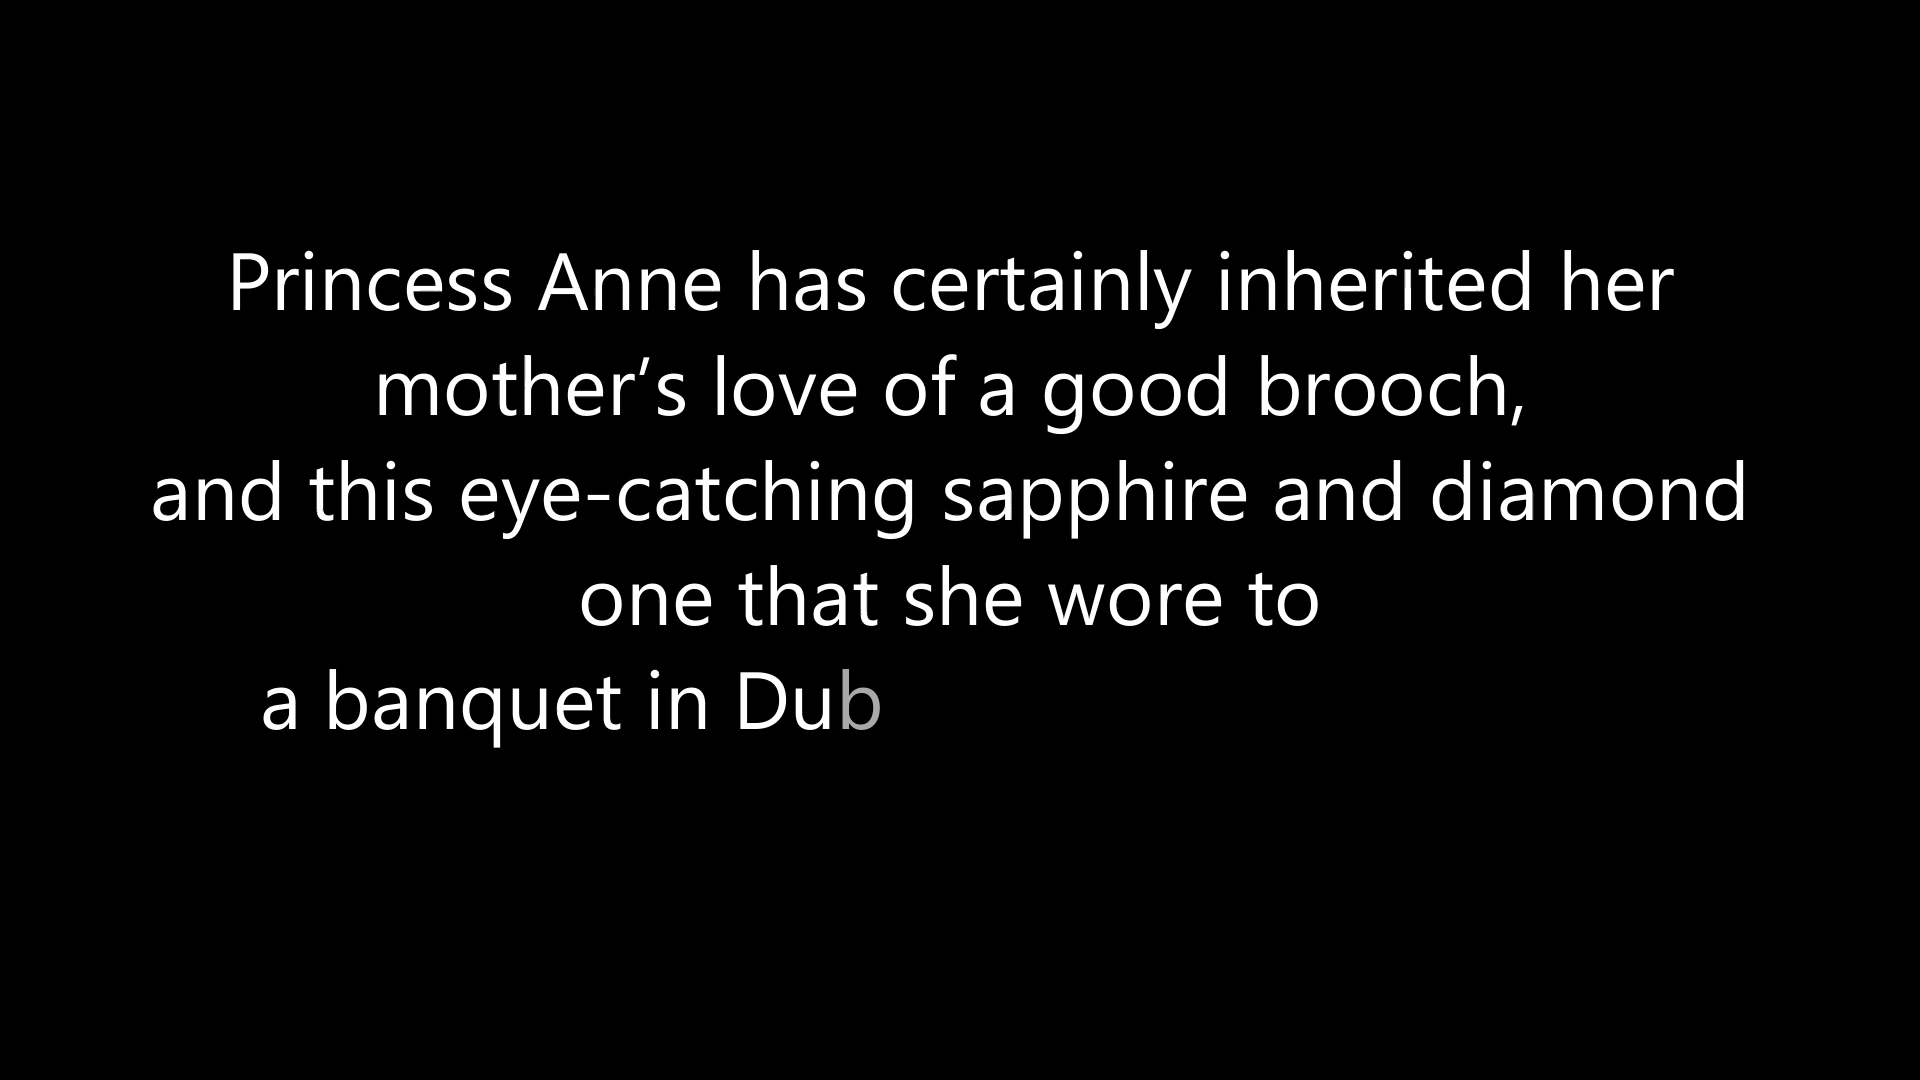 Princess Anne has certainly inherited her
mother’s love of a good brooch,
and this eye-catching sapphire and diamond
one that she wore to
a banquet in Dub